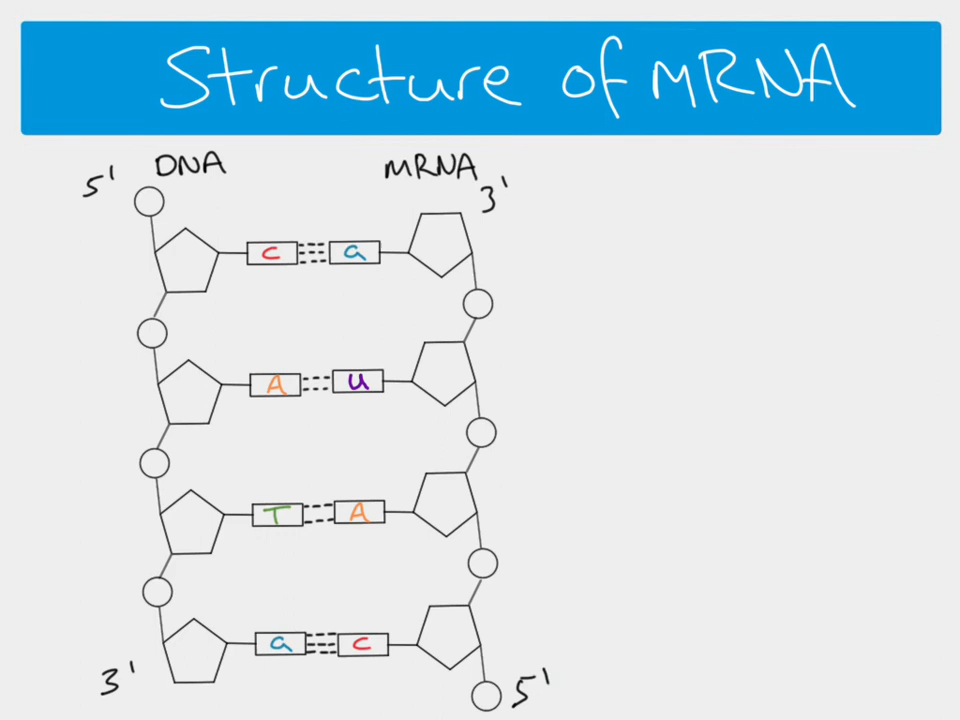 Structure of MRNA
DNA MRNA
5' 3'
C G
A U
T A
G C
3' 5'